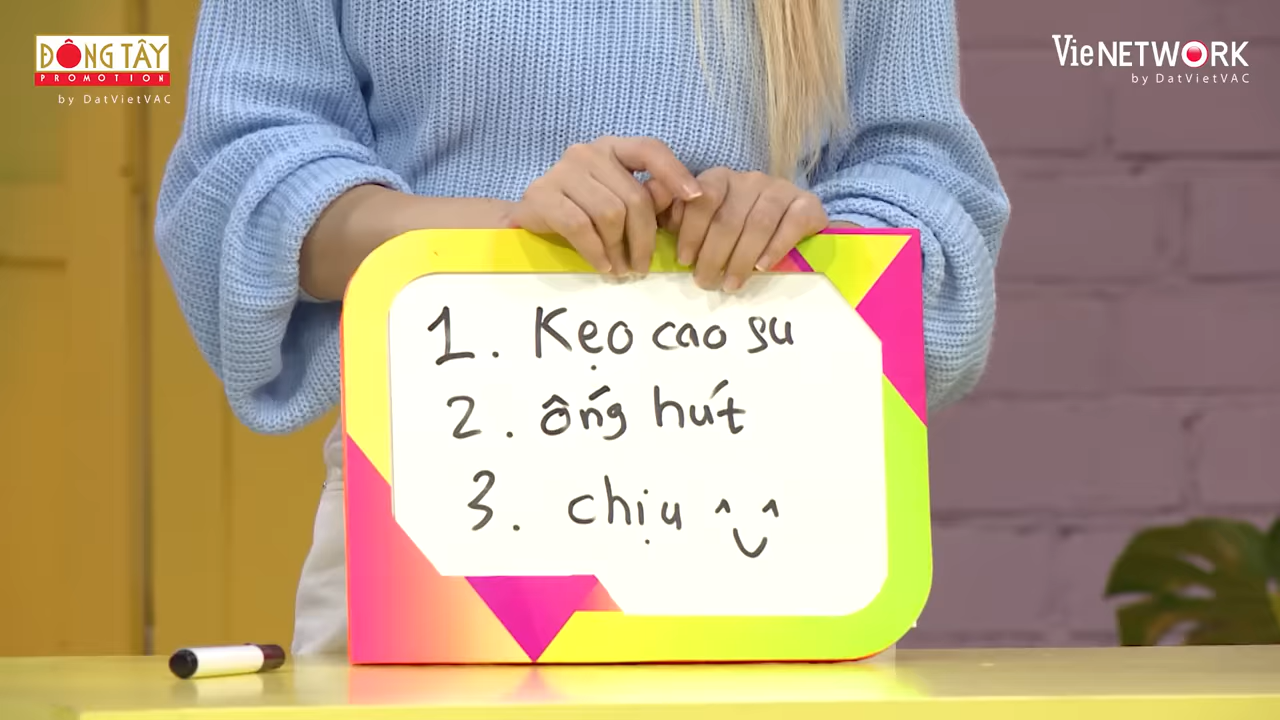 ĐÔNG TÂY
PROMOTION
by DatVietVAC
VieNETWORK
by DatVietVAC
1. Kẹo cao su
2. ống hút
3. chịu ^‿^